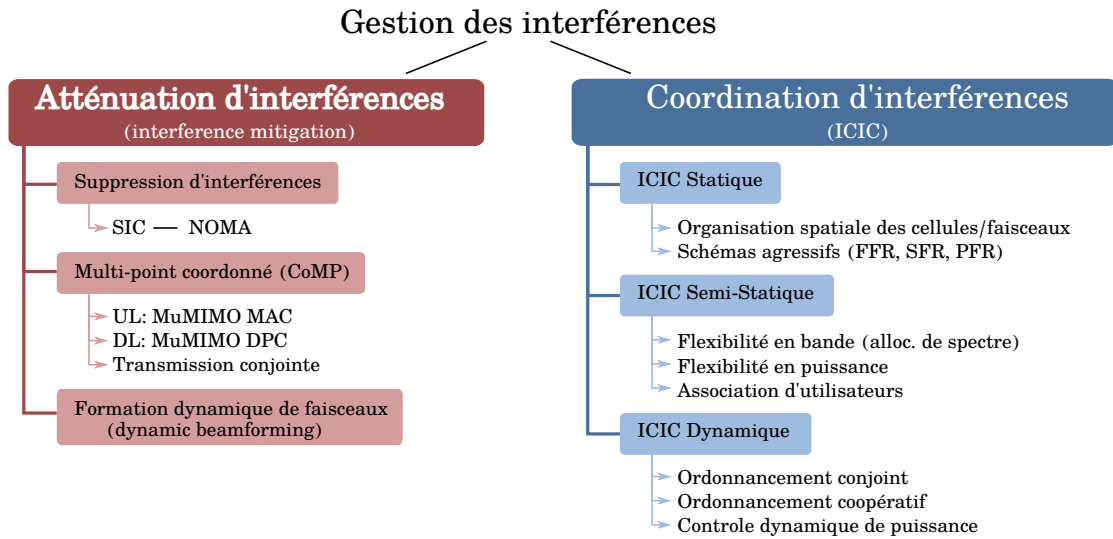 Gestion des interférences
Atténuation d'interférences
(interference mitigation)
Suppression d'interférences
SIC — NOMA
Multi-point coordonné (CoMP)
UL: MuMIMO MAC
DL: MuMIMO DPC
Transmission conjointe
Formation dynamique de faisceaux
(dynamic beamforming)
Coordination d'interférences
(ICIC)
ICIC Statique
Organisation spatiale des cellules/faisceaux
Schémas agressifs (FFR, SFR, PFR)
ICIC Semi-Statique
Flexibilité en bande (alloc. de spectre)
Flexibilité en puissance
Association d'utilisateurs
ICIC Dynamique
Ordonnancement conjoint
Ordonnancement coopératif
Controle dynamique de puissance